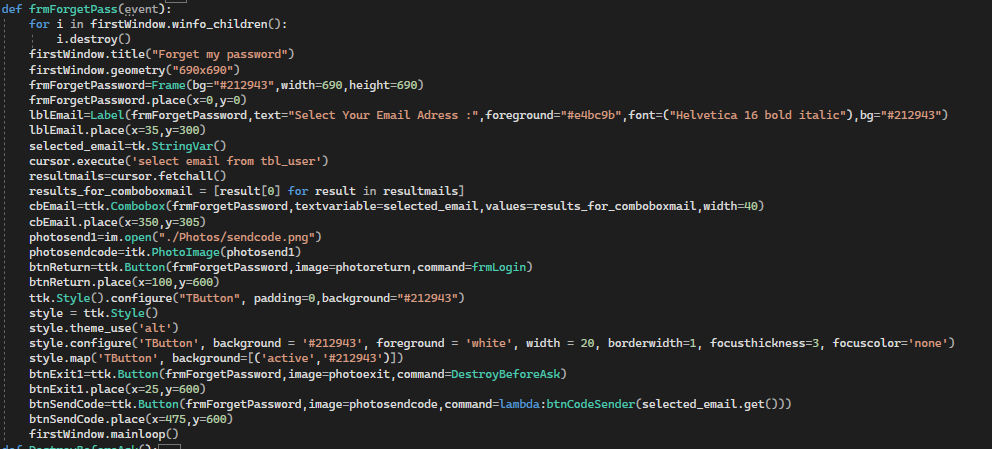 def frmForgetPass(event):
for i in firstWindow.winfo_children():
i.destroy()
firstWindow.title("Forget my password")
firstWindow.geometry("690x690")
frmForgetPassword=Frame(bg="#212943",width=690,height=690)
frmForgetPassword.place(x=0,y=0)
lblEmail=Label(frmForgetPassword,text="Select Your Email Adress :",foreground="#e4bc9b",font=("Helvetica 16 bold italic"),bg="#212943")
lblEmail.place(x=35,y=300)
selected_email=tk.StringVar()
cursor.execute('select email from tbl_user')
resultmails=cursor.fetchall()
results_for_comboboxmail = [result[0] for result in resultmails]
cbEmail=ttk.Combobox(frmForgetPassword,textvariable=selected_email,values=results_for_comboboxmail,width=40)
cbEmail.place(x=350,y=305)
photosend1=im.open("./Photos/sendcode.png")
photosendcode=itk.PhotoImage(photosend1)
btnReturn=ttk.Button(frmForgetPassword,image=photoreturn,command=frmLogin)
btnReturn.place(x=100,y=600)
ttk.Style().configure("TButton", padding=0,background="#212943")
style = ttk.Style()
style.theme_use('alt')
style.configure('TButton', background = '#212943', foreground = 'white', width = 20, borderwidth=1, focusthickness=3, focuscolor='none')
style.map('TButton', background=[('active','#212943')])
btnExit1=ttk.Button(frmForgetPassword,image=photoexit,command=DestroyBeforeAsk)
btnExit1.place(x=25,y=600)
btnSendCode=ttk.Button(frmForgetPassword,image=photosendcode,command=lambda:btnCodeSender(selected_email.get()))
btnSendCode.place(x=475,y=600)
firstWindow.mainloop()
def DestroyBeforeAsk():